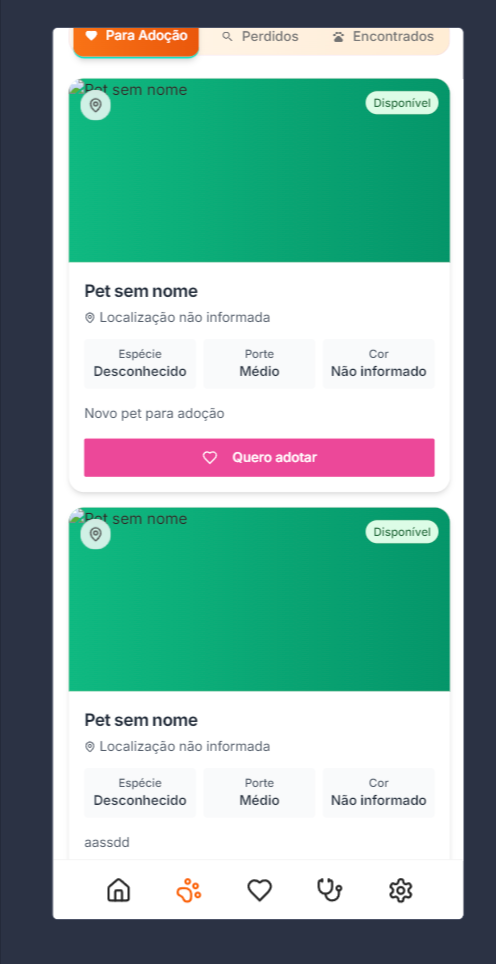 Para Adoção Perdidos Encontrados
Pet sem nome
Disponível
Pet sem nome
Localização não informada
Espécie Porte Cor
Desconhecido Médio Não informado
Novo pet para adoção
Quero adotar
Pet sem nome
Disponível
Pet sem nome
Localização não informada
Espécie Porte Cor
Desconhecido Médio Não informado
aassdd